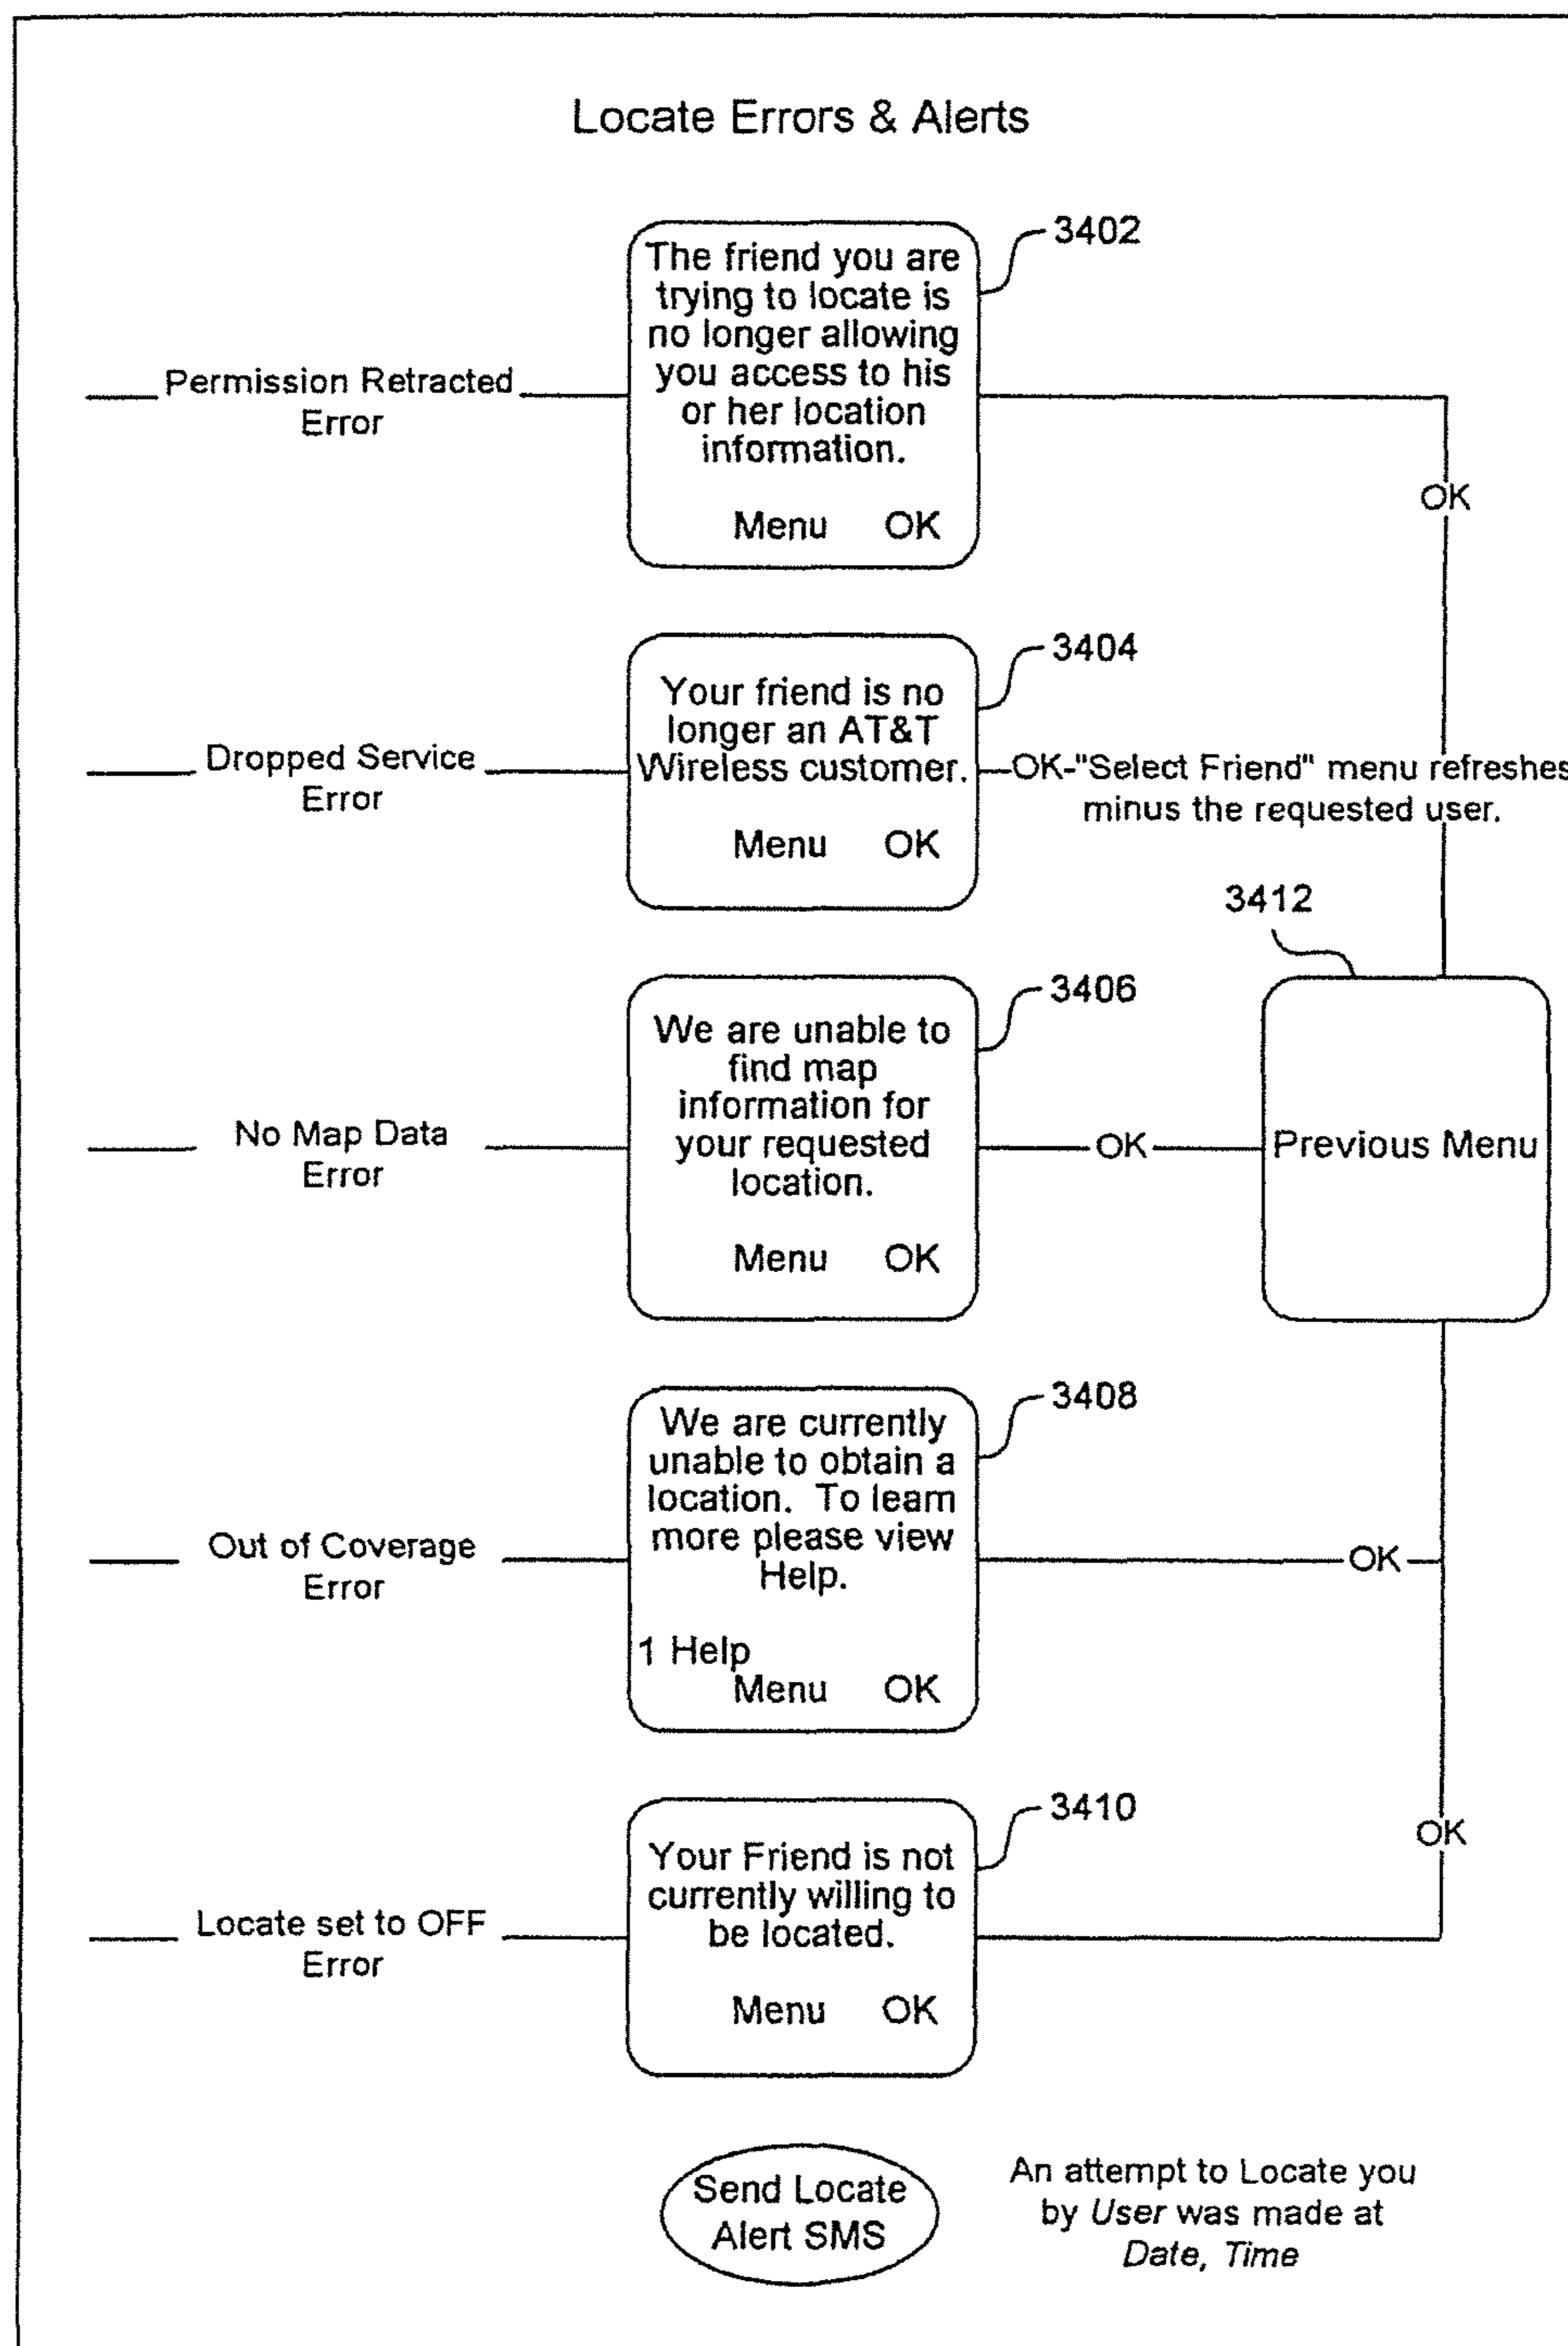 Locate Errors & Alerts
3402
The friend you are
trying to locate is
no longer allowing
you access to his
or her location
information.
Menu OK
Permission Retracted
Error
OK
3404
Your friend is no
longer an AT&T
Wireless customer.
Menu OK
Dropped Service
Error
OK-"Select Friend" menu refreshes
minus the requested user.
3412
3406
We are unable to
find map
information for
your requested
location.
Menu OK
No Map Data
Error
OK
Previous Menu
3408
We are currently
unable to obtain a
location. To learn
more please view
Help.
1 Help
Menu OK
Out of Coverage
Error
OK
3410
Your Friend is not
currently willing to
be located.
Menu OK
Locate set to OFF
Error
OK
Send Locate
Alert SMS
An attempt to Locate you
by User was made at
Date, Time